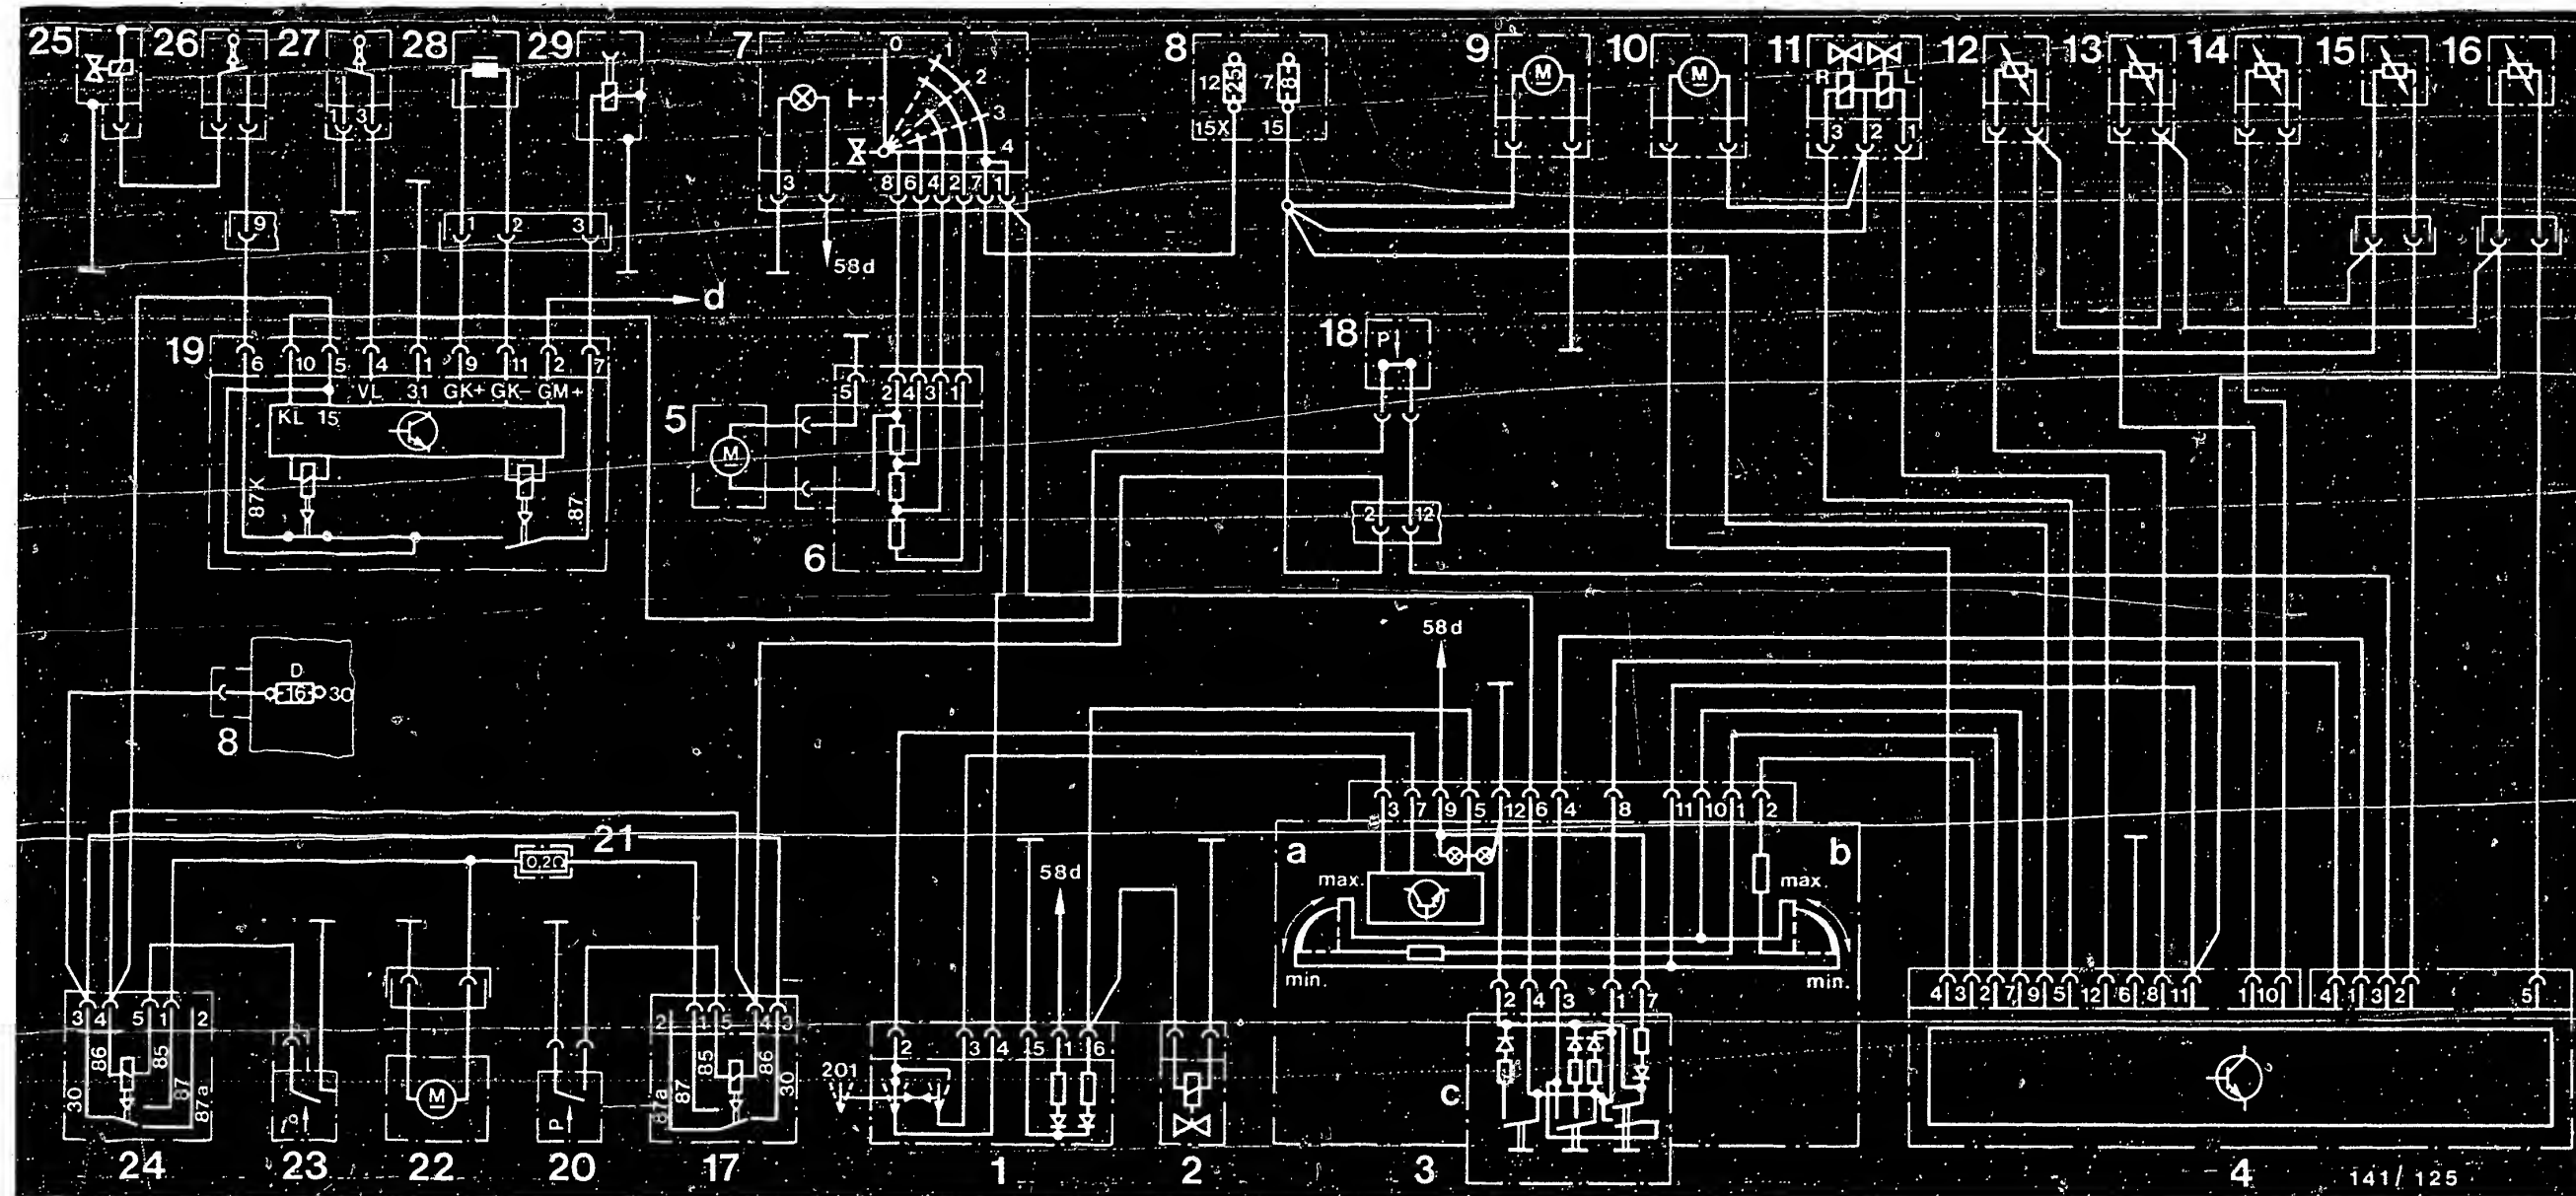 25 26 27 28 29 7 8 9 10 11 12 13 14 15 16
0 1 2 3 4
M M
R L
12 25 7 8
1 3
15X 15
3 2 1
3 8 6 4 2 7 1
9 1 2 3
58d
d
18 P
19
6 10 5 4 1 9 11 2 7
VL 31 GK+ GK- GM+
KL 15
5 2 4 3 1
5
M
87X 87
6
2 12
58d
D
16 30
8
3 7 9 5 12 6 4 8 11 10 1 2
21
0,2Ω
a b
58d
max. max.
min. min.
4 3 2 7 9 5 12 6 8 11 1 10 4 1 3 2 5
3 4 5 1 2
2 1 5 4 3
2 3 4 5 1 6
2 4 3 1 7
86 85 85 86
30 87 87a
87a 87 30
201
M
P
c
24 23 22 20 17 1 2 3 4
141/125